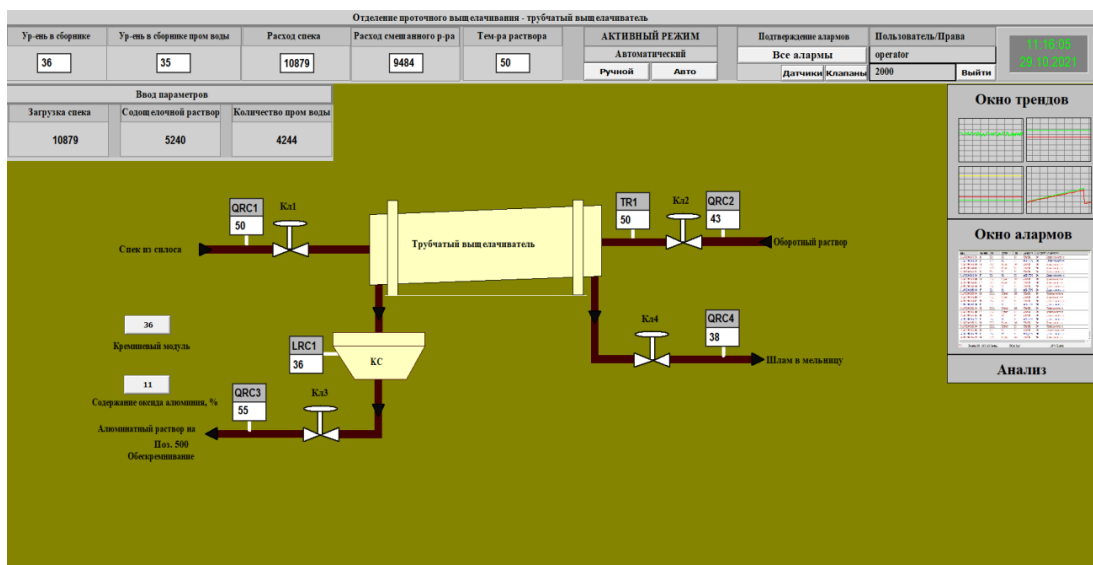 Отделение проточного выщелачивания - трубчатый выщелачиватель
Ур-ень в сборнике
Ур-ень в сборнике пром воды
Расход спека
Расход смешанного р-ра
Тем-ра раствора
36
35
10879
9484
50
АКТИВНЫЙ РЕЖИМ
Автоматический
Ручной
Авто
Подтверждение алармов
Все алармы
Датчики
Клапаны
Пользователь/Права
operator
2000
Выйти
11:16:05
29.10.2021
Ввод параметров
Загрузка спека
Содощелочной раствор
Количество пром воды
10879
5240
4244
Окно трендов
Окно алармов
Анализ
QRC1
50
Кл1
Спек из силоса
Трубчатый выщелачиватель
TR1
50
Кл2
QRC2
43
Оборотный раствор
36
Кремниевый модуль
LRC1
36
КС
Кл4
QRC4
38
Шлам в мельницу
11
Содержание оксида алюминия, %
QRC3
55
Кл3
Алюминатный раствор на
Поз. 500
Обескремнивание